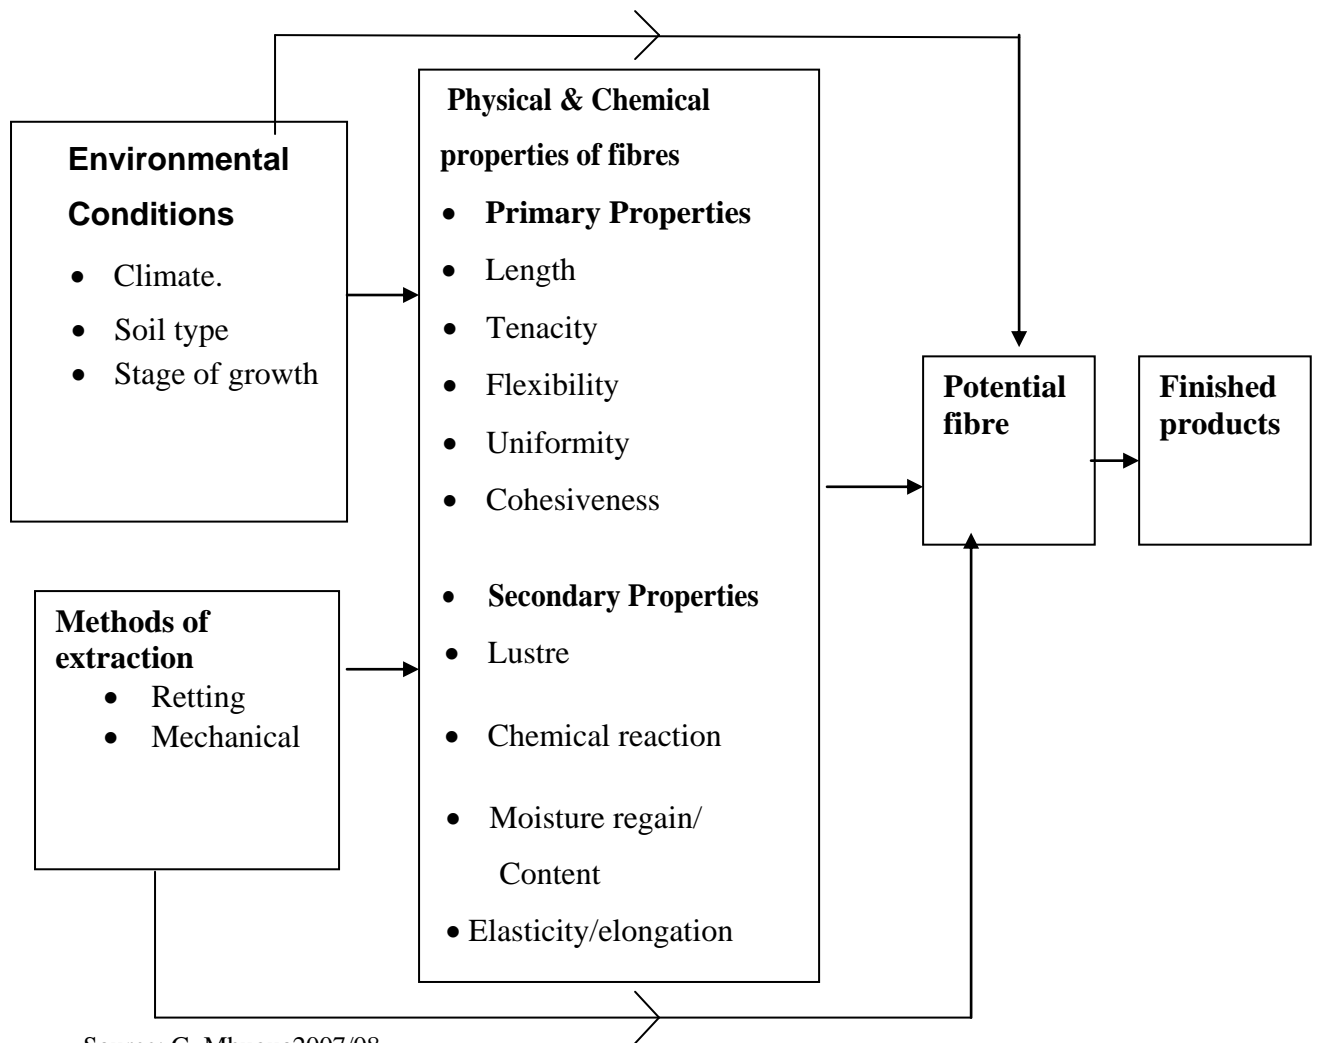 Environmental
Conditions
• Climate.
• Soil type
• Stage of growth
Methods of
extraction
• Retting
• Mechanical
Physical & Chemical
properties of fibres
• Primary Properties
• Length
• Tenacity
• Flexibility
• Uniformity
• Cohesiveness
• Secondary Properties
• Lustre
• Chemical reaction
• Moisture regain/
Content
• Elasticity/elongation
Potential
fibre
Finished
products
2007/08